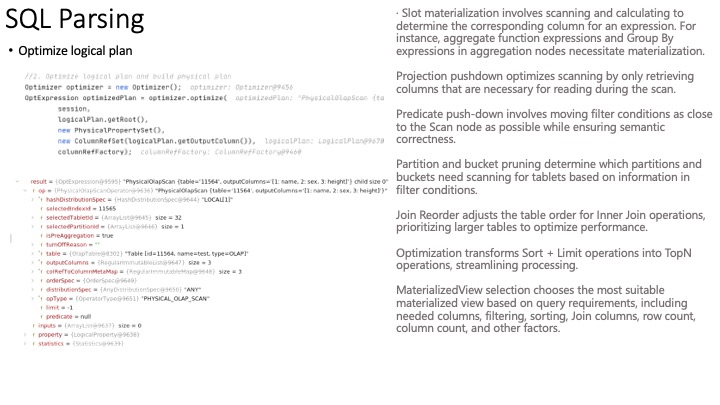 SQL Parsing
• Optimize logical plan
//2. Optimize logical plan and build physical plan
Optimizer optimizer = new Optimizer();  optimizer: Optimizer@9456
OptExpression optimizedPlan = optimizer.optimize(  optimizedPlan: "PhysicalOlapScan {ta
session,
logicalPlan.getRoot(),
new PhysicalPropertySet(),
new ColumnRefSet(logicalPlan.getOutputColumn()),  logicalPlan: LogicalPlan@9670
columnRefFactory);  columnRefFactory: ColumnRefFactory@9460
result = {OptExpression@9595} "PhysicalOlapScan {table='11564', outputColumns='[1: name, 2: sex, 3: height]'} child size 0"
op = {PhysicalOlapScanOperator@9636} "PhysicalOlapScan {table='11564', outputColumns='[1: name, 2: sex, 3: height]'}"
hashDistributionSpec = {HashDistributionSpec@9644} "LOCAL[1]"
selectedIndexId = 11565
selectedTabletId = {ArrayList@9645} size = 32
selectedPartitionId = {ArrayList@9646} size = 1
isPreAggregation = true
turnOffReason = ""
table = {OlapTable@8302} "Table [id=11564, name=test, type=OLAP]"
outputColumns = {RegularImmutableList@9647} size = 3
colRefToColumnMetaMap = {RegularImmutableMap@9648} size = 3
orderSpec = {OrderSpec@9649}
distributionSpec = {AnyDistributionSpec@9650} "ANY"
opType = {OperatorType@9651} "PHYSICAL_OLAP_SCAN"
limit = -1
predicate = null
inputs = {ArrayList@9637} size = 0
property = {LogicalProperty@9638}
statistics = {Statistics@9639}
· Slot materialization involves scanning and calculating to
determine the corresponding column for an expression. For
instance, aggregate function expressions and Group By
expressions in aggregation nodes necessitate materialization.
Projection pushdown optimizes scanning by only retrieving
columns that are necessary for reading during the scan.
Predicate push-down involves moving filter conditions as close
to the Scan node as possible while ensuring semantic
correctness.
Partition and bucket pruning determine which partitions and
buckets need scanning for tablets based on information in
filter conditions.
Join Reorder adjusts the table order for Inner Join operations,
prioritizing larger tables to optimize performance.
Optimization transforms Sort + Limit operations into TopN
operations, streamlining processing.
MaterializedView selection chooses the most suitable
materialized view based on query requirements, including
needed columns, filtering, sorting, Join columns, row count,
column count, and other factors.